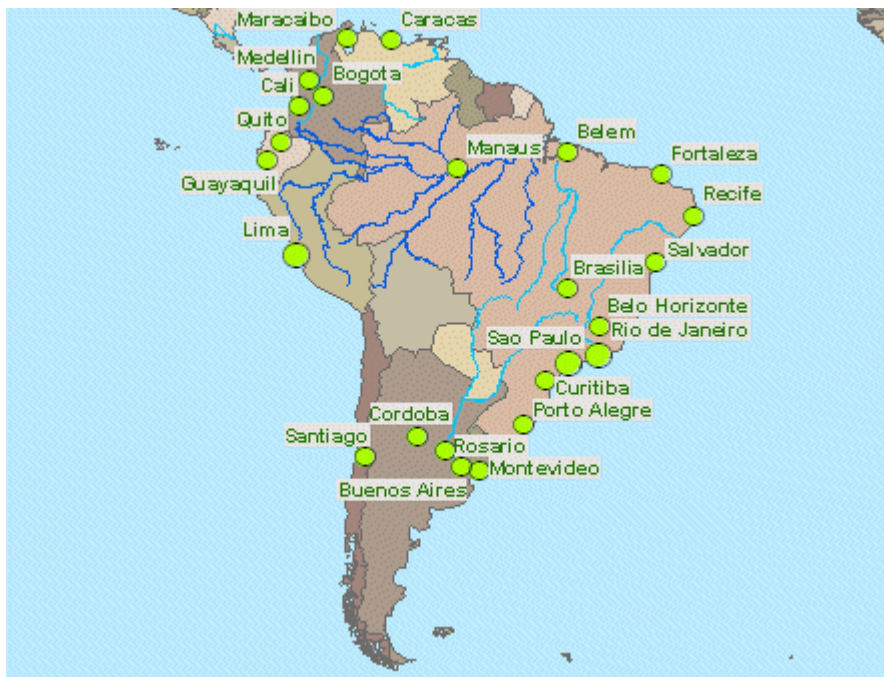 Maracaibo
Caracas
Medellin
Bogota
Cali
Quito
Guayaquil
Manaus
Belem
Fortaleza
Recife
Lima
Salvador
Brasilia
Belo Horizonte
Rio de Janeiro
Sao Paulo
Curitiba
Porto Alegre
Cordoba
Santiago
Rosario
Montevideo
Buenos Aires